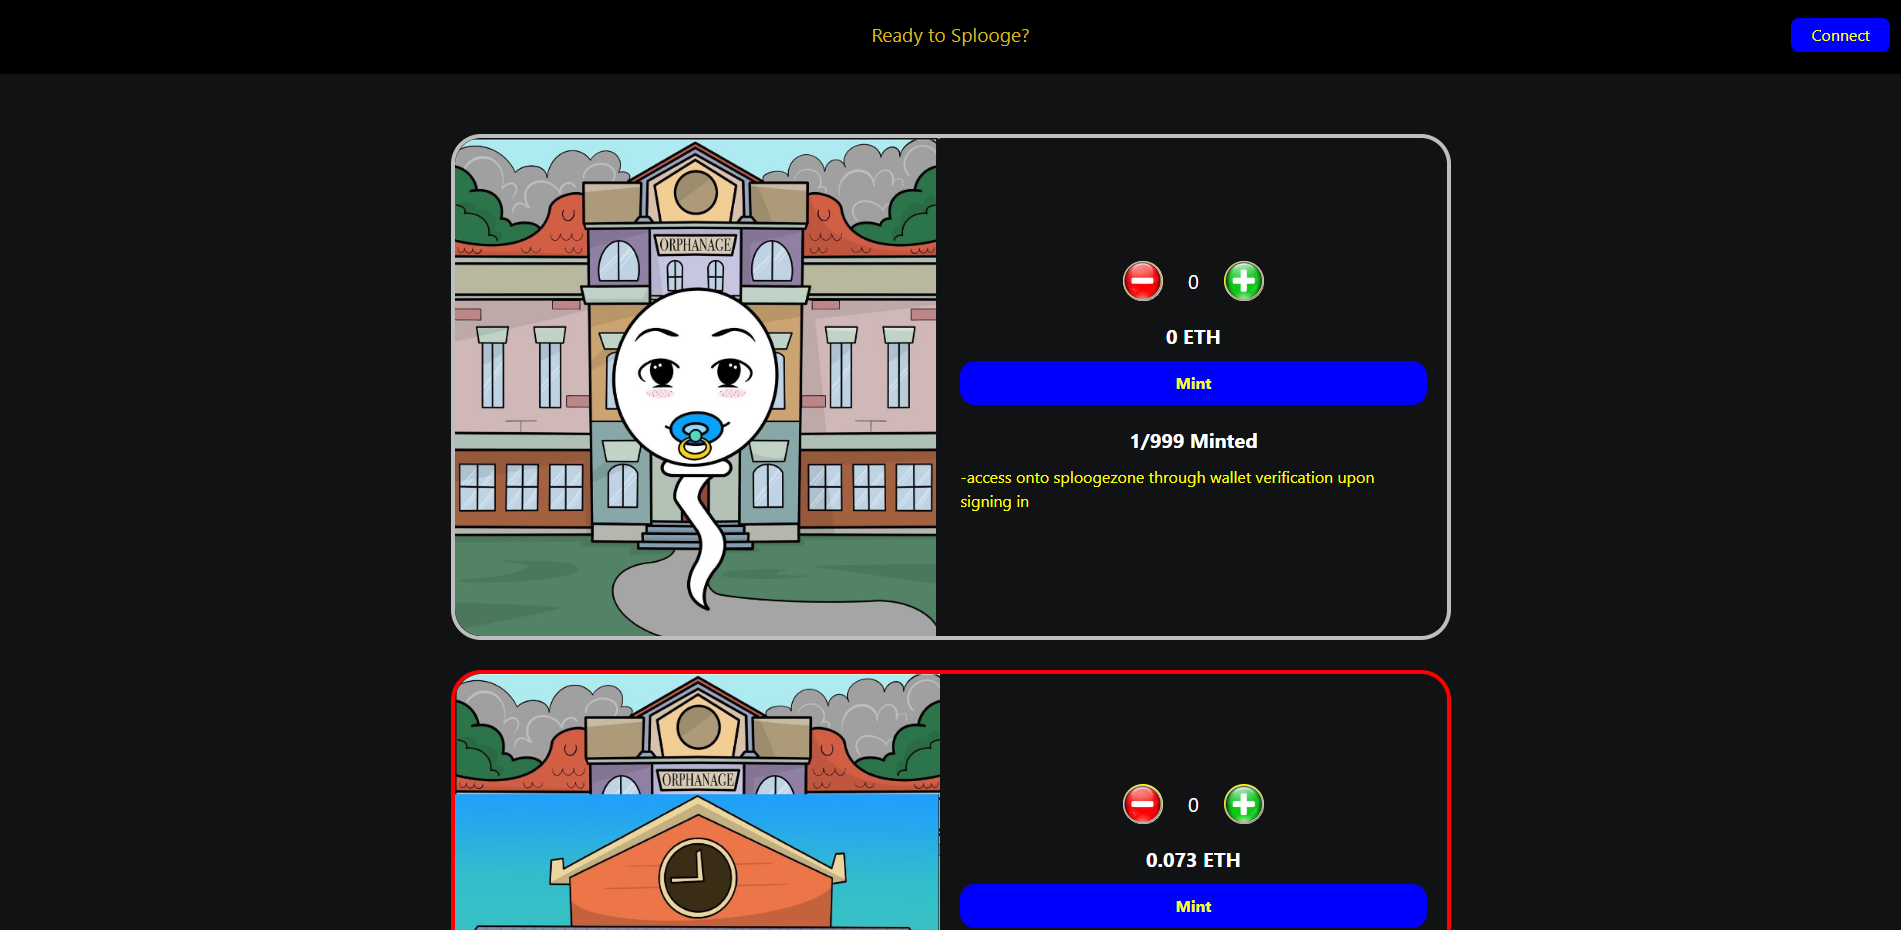 Ready to Splooge?
Connect
ORPHANAGE
0
0 ETH
Mint
1/999 Minted
-access onto sploogezone through wallet verification upon
signing in
ORPHANAGE
0
0.073 ETH
Mint